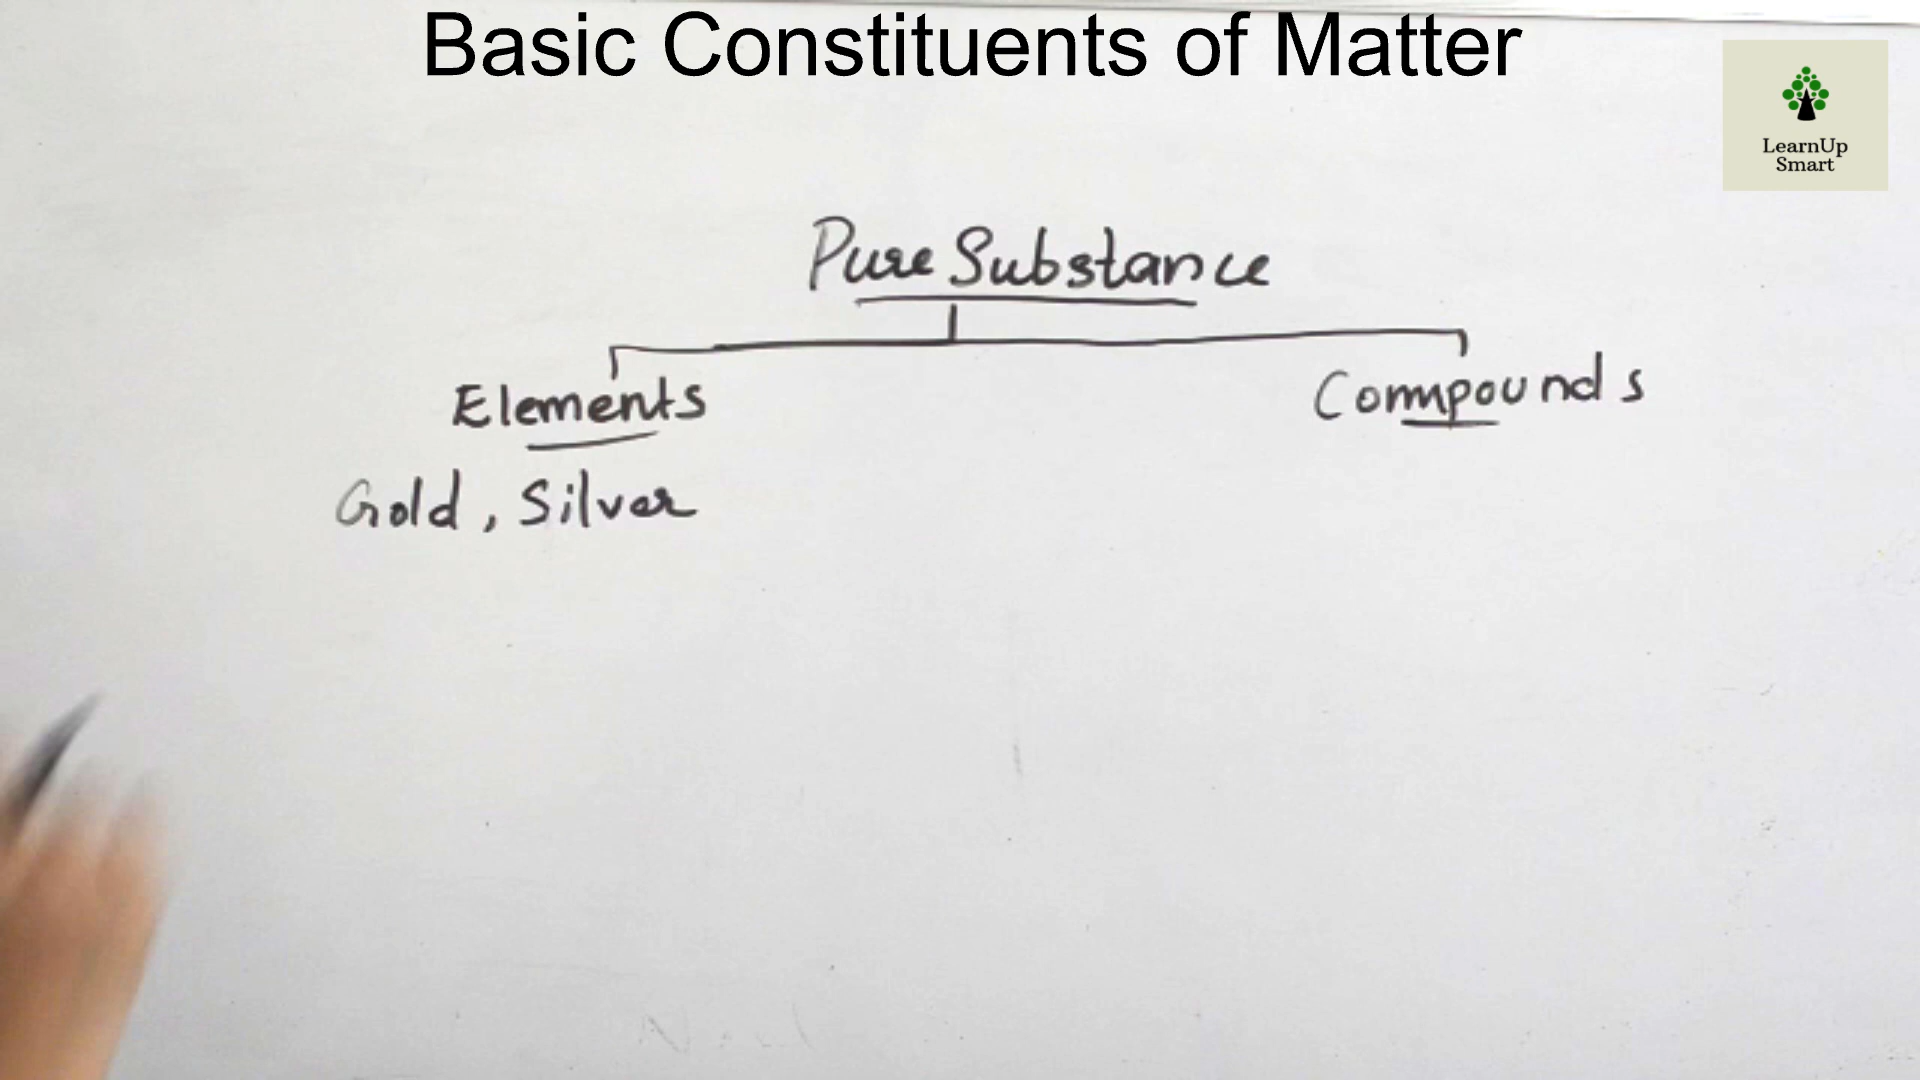 Basic Constituents of Matter
LearnUp
Smart
Pure Substance
Elements
Compounds
Gold, Silver